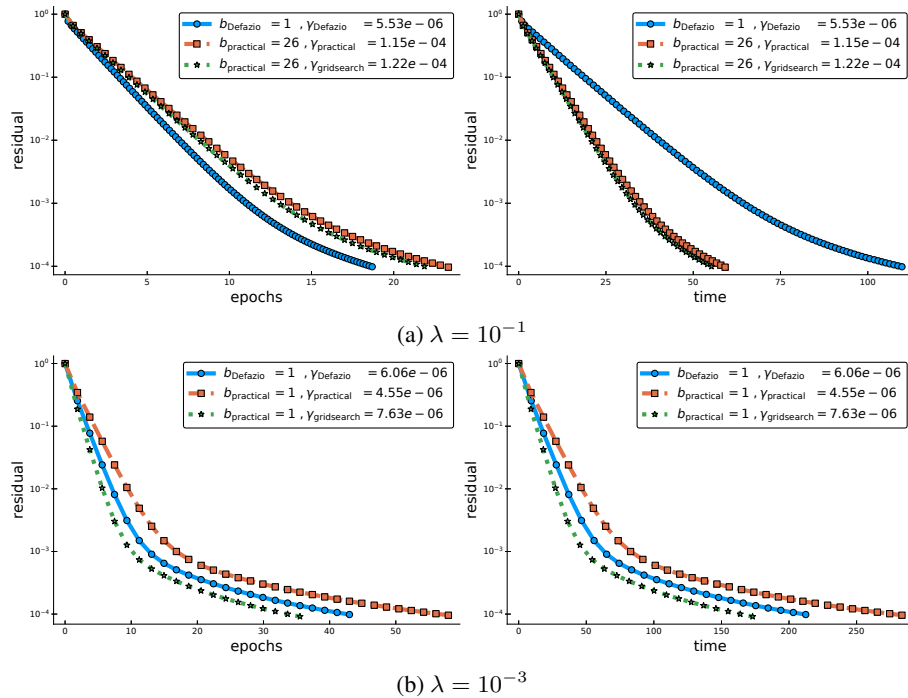 10⁰
10⁻¹
10⁻²
10⁻³
10⁻⁴
residual
0 5 10 15 20
epochs
b_Defazio = 1 , γ_Defazio = 5.53e − 06
b_practical = 26 , γ_practical = 1.15e − 04
b_practical = 26 , γ_gridsearch = 1.22e − 04
10⁰
10⁻¹
10⁻²
10⁻³
10⁻⁴
residual
0 25 50 75 100
time
b_Defazio = 1 , γ_Defazio = 5.53e − 06
b_practical = 26 , γ_practical = 1.15e − 04
b_practical = 26 , γ_gridsearch = 1.22e − 04
(a) λ = 10⁻¹
10⁰
10⁻¹
10⁻²
10⁻³
10⁻⁴
residual
0 10 20 30 40 50
epochs
b_Defazio = 1 , γ_Defazio = 6.06e − 06
b_practical = 1 , γ_practical = 4.55e − 06
b_practical = 1 , γ_gridsearch = 7.63e − 06
10⁰
10⁻¹
10⁻²
10⁻³
10⁻⁴
residual
0 50 100 150 200 250
time
b_Defazio = 1 , γ_Defazio = 6.06e − 06
b_practical = 1 , γ_practical = 4.55e − 06
b_practical = 1 , γ_gridsearch = 7.63e − 06
(b) λ = 10⁻³